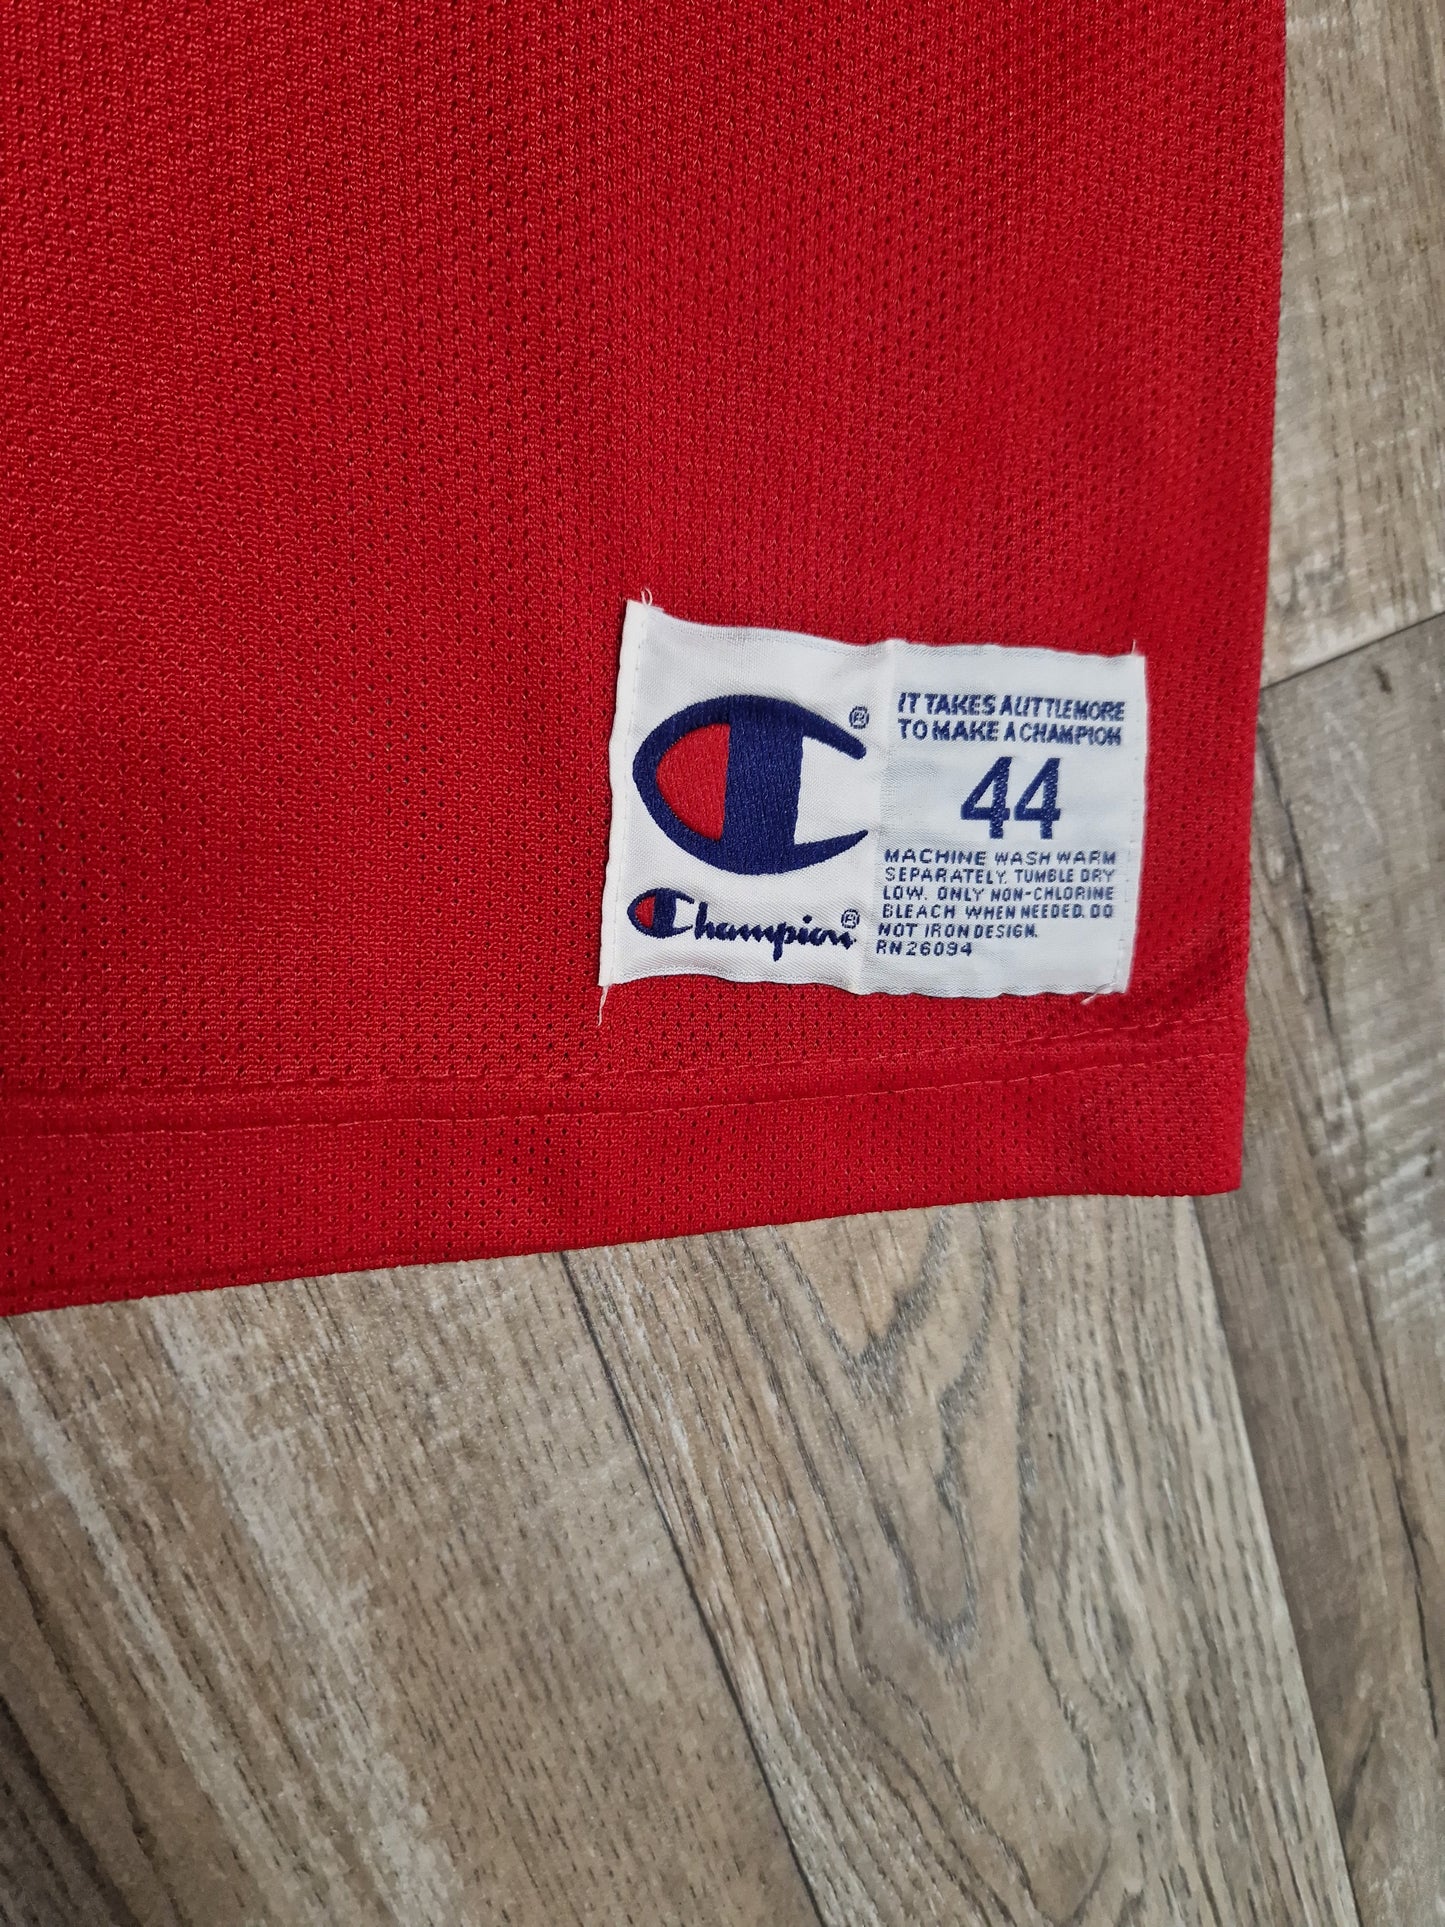 ®
Champion®
IT TAKES A LITTLE MORE
TO MAKE A CHAMPION
44
MACHINE WASH WARM
SEPARATELY. TUMBLE DRY
LOW. ONLY NON-CHLORINE
BLEACH WHEN NEEDED. DO
NOT IRON DESIGN.
RN26094